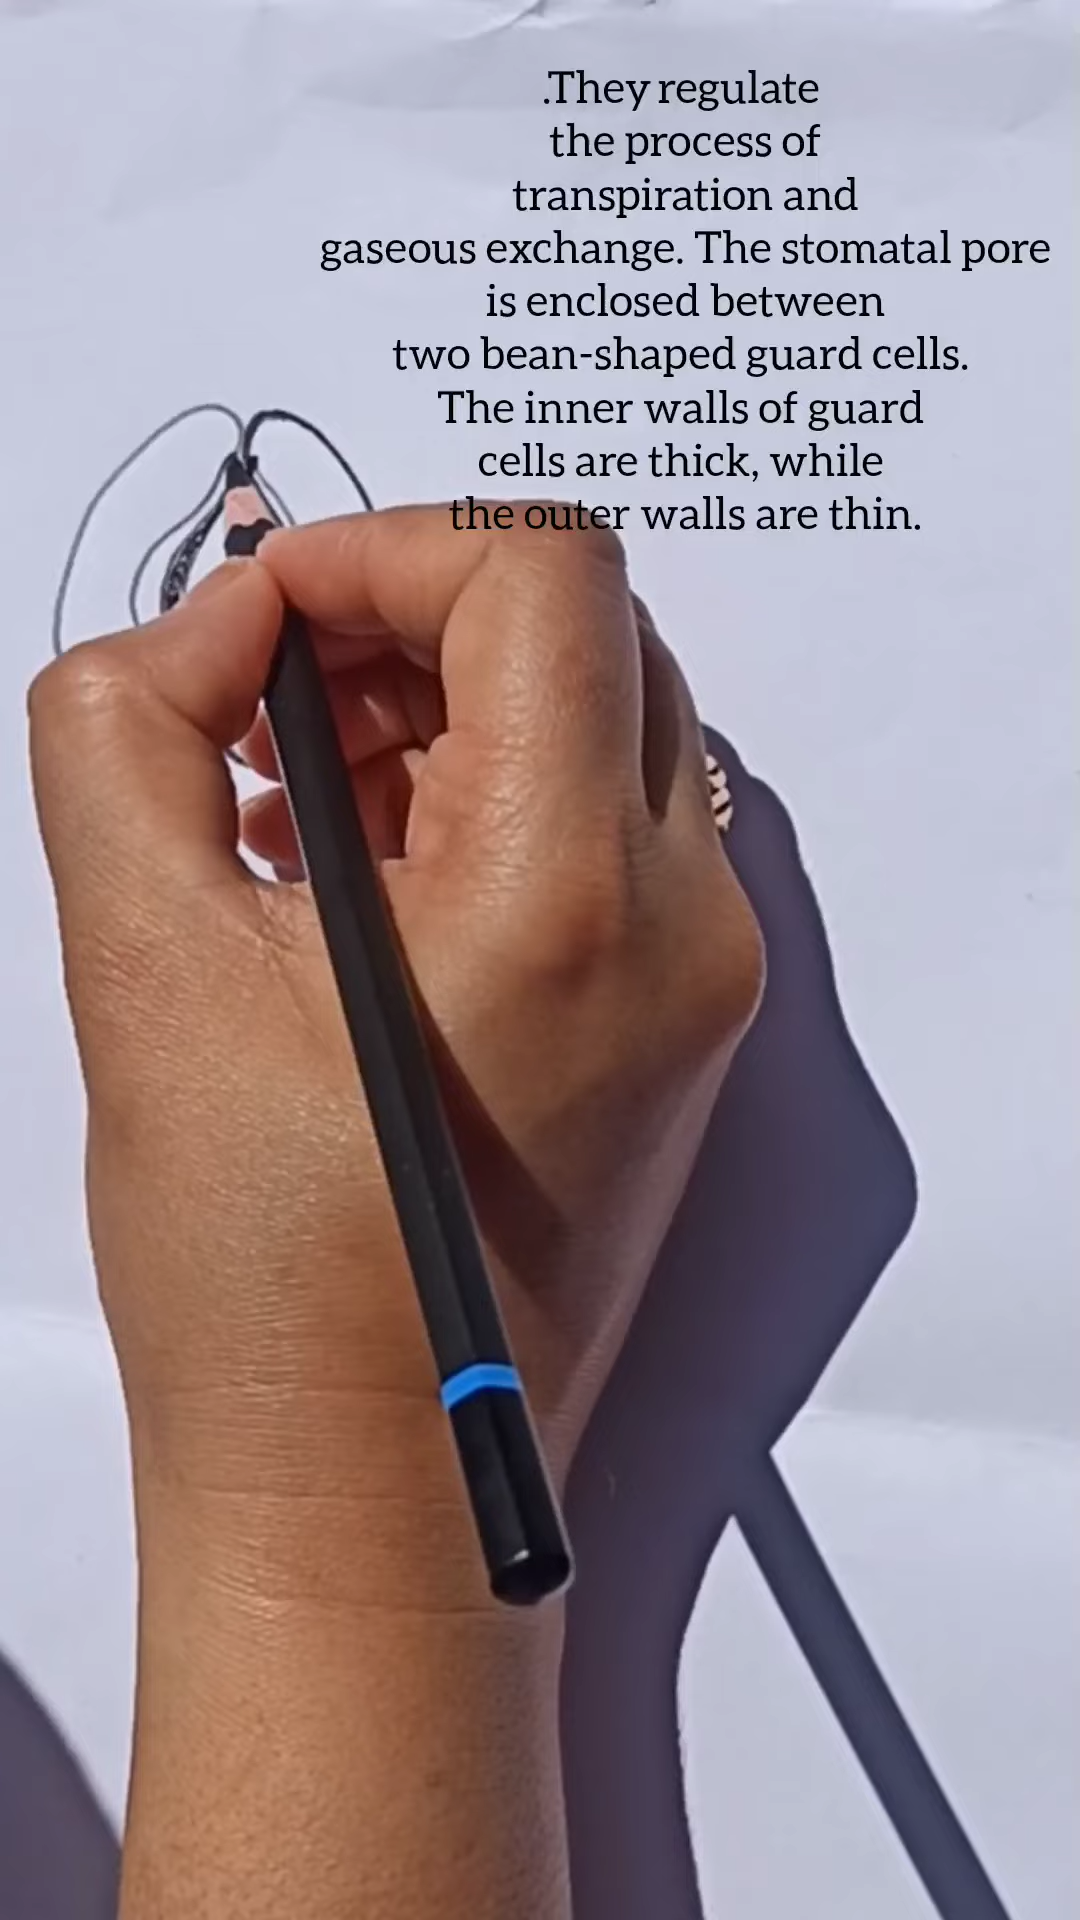 .They regulate
the process of
transpiration and
gaseous exchange. The stomatal pore
is enclosed between
two bean-shaped guard cells.
The inner walls of guard
cells are thick, while
the outer walls are thin.